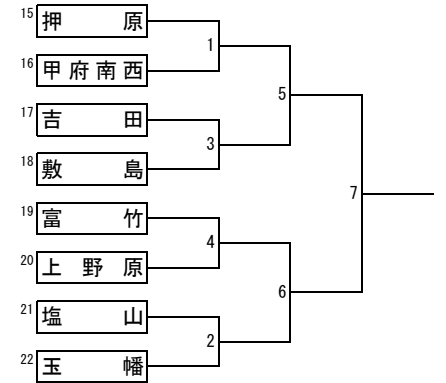 15 押原
1
16 甲府南西
5
17 吉田
3
18 敷島
7
19 富竹
4
20 上野原
6
21 塩山
2
22 玉幡